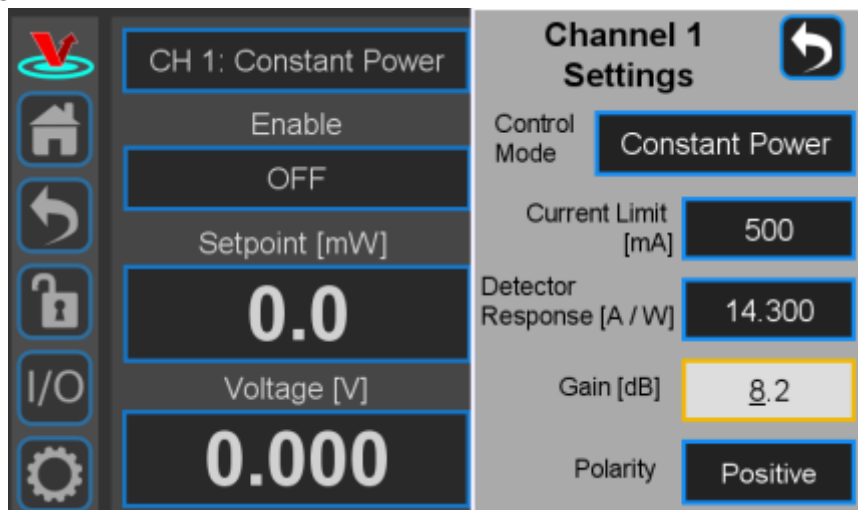 CH 1: Constant Power
Enable
OFF
Setpoint [mW]
0.0
Voltage [V]
0.000
I/O
Channel 1
Settings
Control
Mode
Constant Power
Current Limit
[mA]
500
Detector
Response [A / W]
14.300
Gain [dB]
8.2
Polarity
Positive